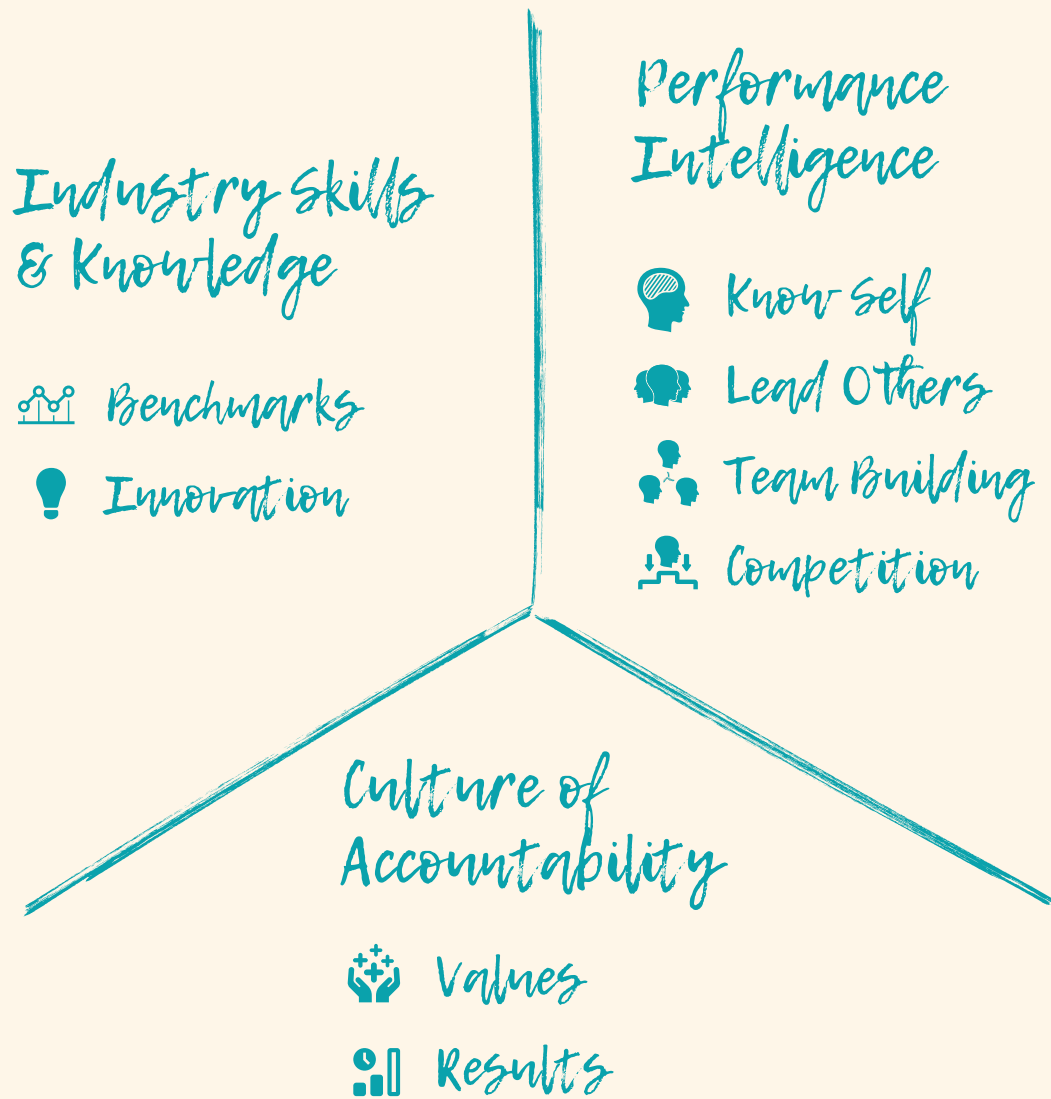 Industry Skills
& Knowledge
Benchmarks
Innovation
Performance
Intelligence
Know Self
Lead Others
Team Building
Competition
Culture of
Accountability
Values
Results